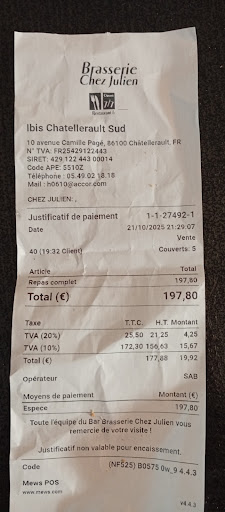 Brasserie
Chez Julien
7/7
Ibis Chatellerault Sud
10 avenue Camille Pagé, 86100 Châtellerault, FR
N° TVA: FR25429122443
SIRET: 429 122 443 00014
Code APE: 5510Z
Téléphone : 05.49 02 18.18
Mail : h0610@accor.com
CHEZ JULIEN: ,
Justificatif de paiement 1-1-27492-1
Date 21/10/2025 21:29:07
Vente
40 (19:32 Client) Couverts: 5
Article Total
Repas complet 197,80
Total (€) 197,80
Taxe T.T.C. H.T. Montant
TVA (20%) 25,50 21,25 4,25
TVA (10%) 172,30 156,63 15,67
Total (€) 177,88 19,92
Opérateur SAB
Moyens de paiement Montant (€)
Espece 197,80
Toute l'équipe du Bar Brasserie Chez Julien vous
remercie de votre visite !
Justificatif non valable pour encaissement.
Code (NF525) B0575 0w_9 4.4.3
Mews POS
www.mews.com
v4.4.3